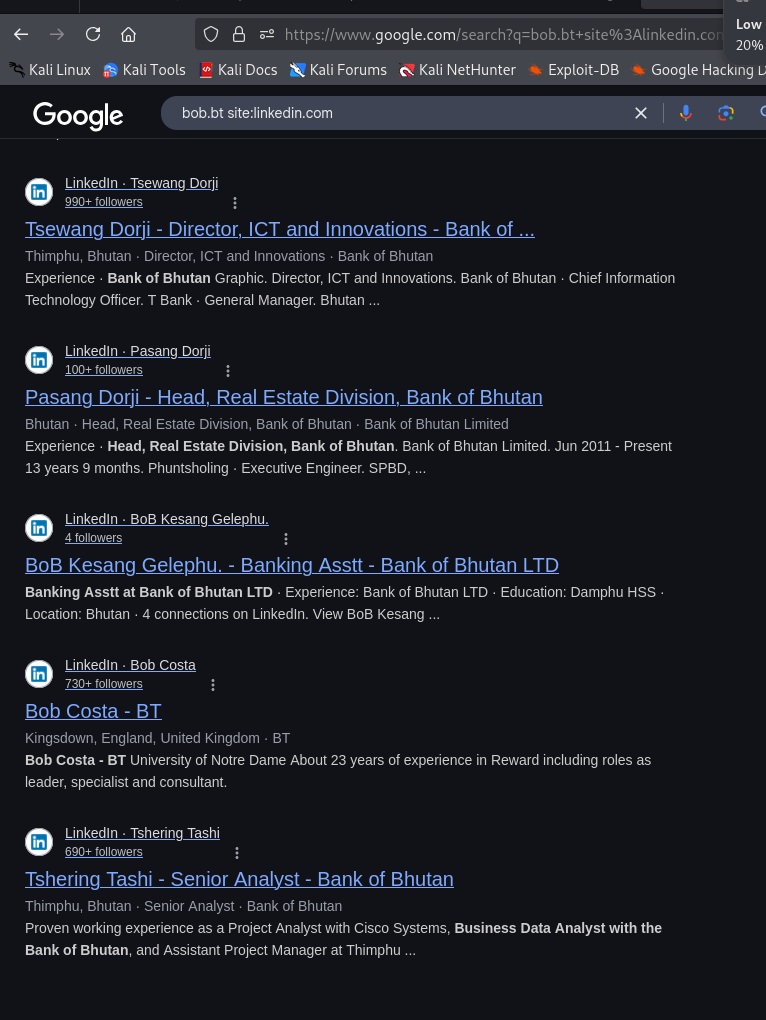 Low
20%
https://www.google.com/search?q=bob.bt+site%3Alinkedin.com
Kali Linux Kali Tools Kali Docs Kali Forums Kali NetHunter Exploit-DB Google Hacking D
Google bob.bt site:linkedin.com
LinkedIn · Tsewang Dorji
990+ followers
Tsewang Dorji - Director, ICT and Innovations - Bank of ...
Thimphu, Bhutan · Director, ICT and Innovations · Bank of Bhutan
Experience · Bank of Bhutan Graphic. Director, ICT and Innovations. Bank of Bhutan · Chief Information
Technology Officer. T Bank · General Manager. Bhutan ...
LinkedIn · Pasang Dorji
100+ followers
Pasang Dorji - Head, Real Estate Division, Bank of Bhutan
Bhutan · Head, Real Estate Division, Bank of Bhutan · Bank of Bhutan Limited
Experience · Head, Real Estate Division, Bank of Bhutan. Bank of Bhutan Limited. Jun 2011 - Present
13 years 9 months. Phuntsholing · Executive Engineer. SPBD, ...
LinkedIn · BoB Kesang Gelephu.
4 followers
BoB Kesang Gelephu. - Banking Asstt - Bank of Bhutan LTD
Banking Asstt at Bank of Bhutan LTD · Experience: Bank of Bhutan LTD · Education: Damphu HSS ·
Location: Bhutan · 4 connections on LinkedIn. View BoB Kesang ...
LinkedIn · Bob Costa
730+ followers
Bob Costa - BT
Kingsdown, England, United Kingdom · BT
Bob Costa - BT University of Notre Dame About 23 years of experience in Reward including roles as
leader, specialist and consultant.
LinkedIn · Tshering Tashi
690+ followers
Tshering Tashi - Senior Analyst - Bank of Bhutan
Thimphu, Bhutan · Senior Analyst · Bank of Bhutan
Proven working experience as a Project Analyst with Cisco Systems, Business Data Analyst with the
Bank of Bhutan, and Assistant Project Manager at Thimphu ...